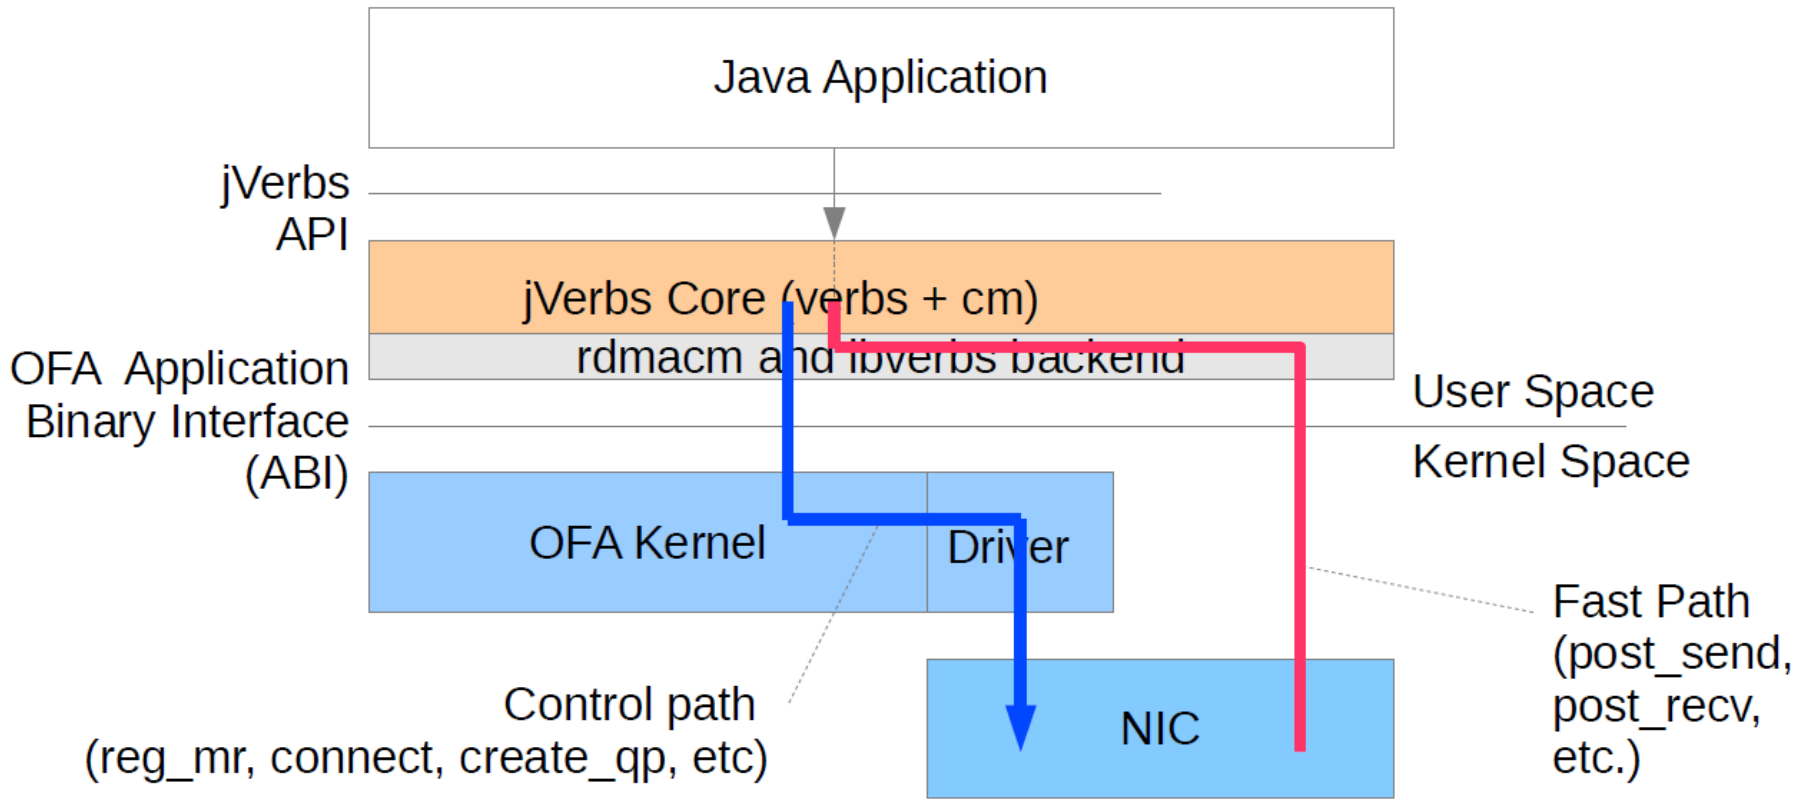 Java Application
jVerbs
API
jVerbs Core (verbs + cm)
rdmacm and ibverbs backend
OFA Application
Binary Interface
(ABI)
User Space
Kernel Space
OFA Kernel
Driver
Fast Path
(post_send,
post_recv,
etc.)
Control path
(reg_mr, connect, create_qp, etc)
NIC